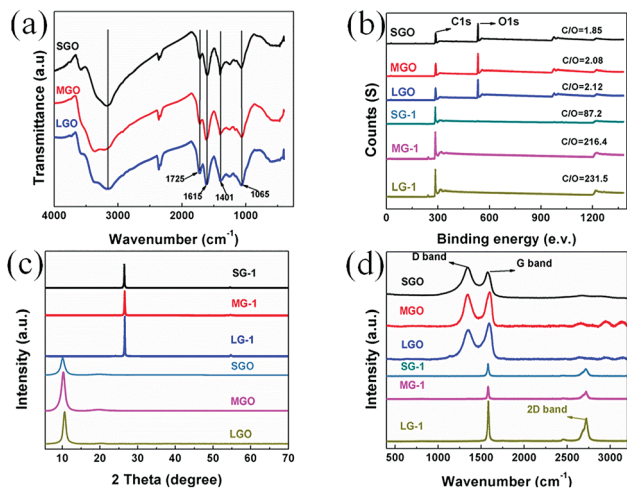 (a)
SGO
MGO
LGO
1725
1615
1401
1065
Transmittance (a.u)
4000 3000 2000 1000
Wavenumber (cm-1)
(b)
C1s O1s
SGO C/O=1.85
MGO C/O=2.08
LGO C/O=2.12
SG-1 C/O=87.2
MG-1 C/O=216.4
LG-1 C/O=231.5
Counts (S)
0 300 600 900 1200
Binding energy (e.v.)
(c)
SG-1
MG-1
LG-1
SGO
MGO
LGO
Intensity (a.u.)
10 20 30 40 50 60 70
2 Theta (degree)
(d)
D band
G band
SGO
MGO
LGO
SG-1
MG-1
2D band
LG-1
Intensity (a.u.)
500 1000 1500 2000 2500 3000
Wavenumber (cm-1)